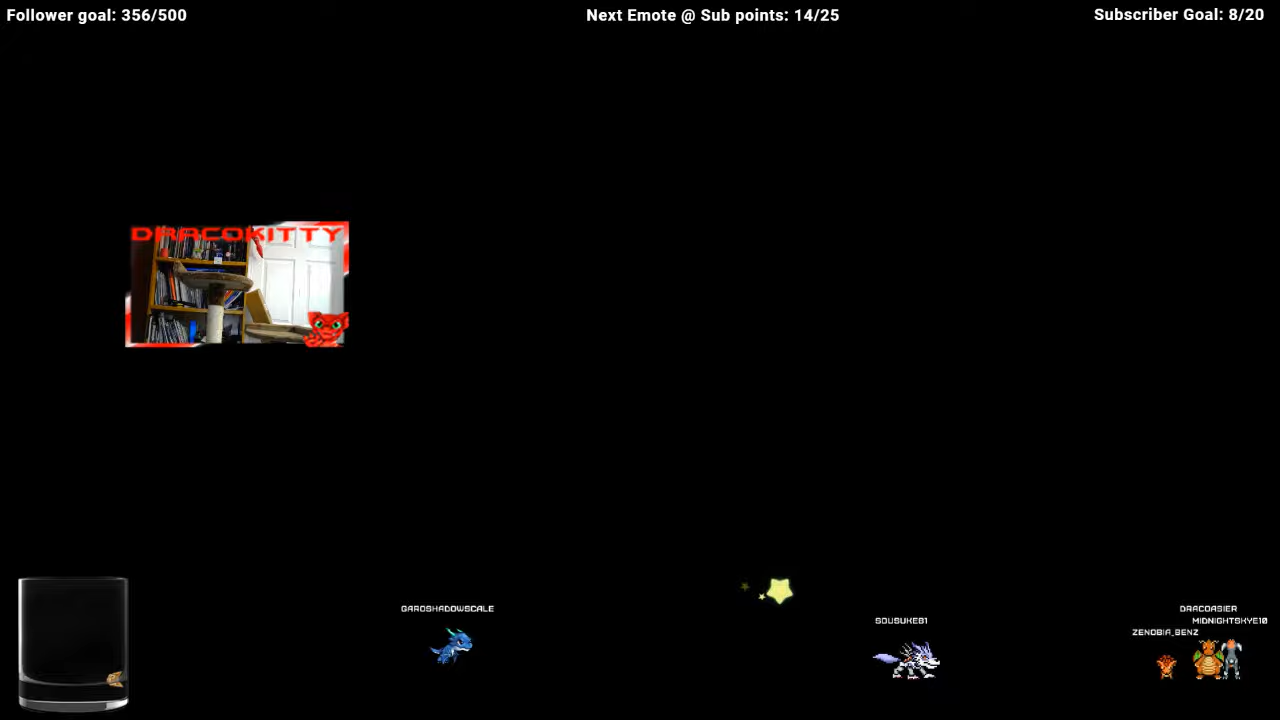 Follower goal: 356/500
Next Emote @ Sub points: 14/25
Subscriber Goal: 8/20
DRACOKITTY
GAROSHADOWSCALE
SOUSUKE81
DRACOASIER
MIDNIGHTSKYE10
ZENOBIA_BENZ